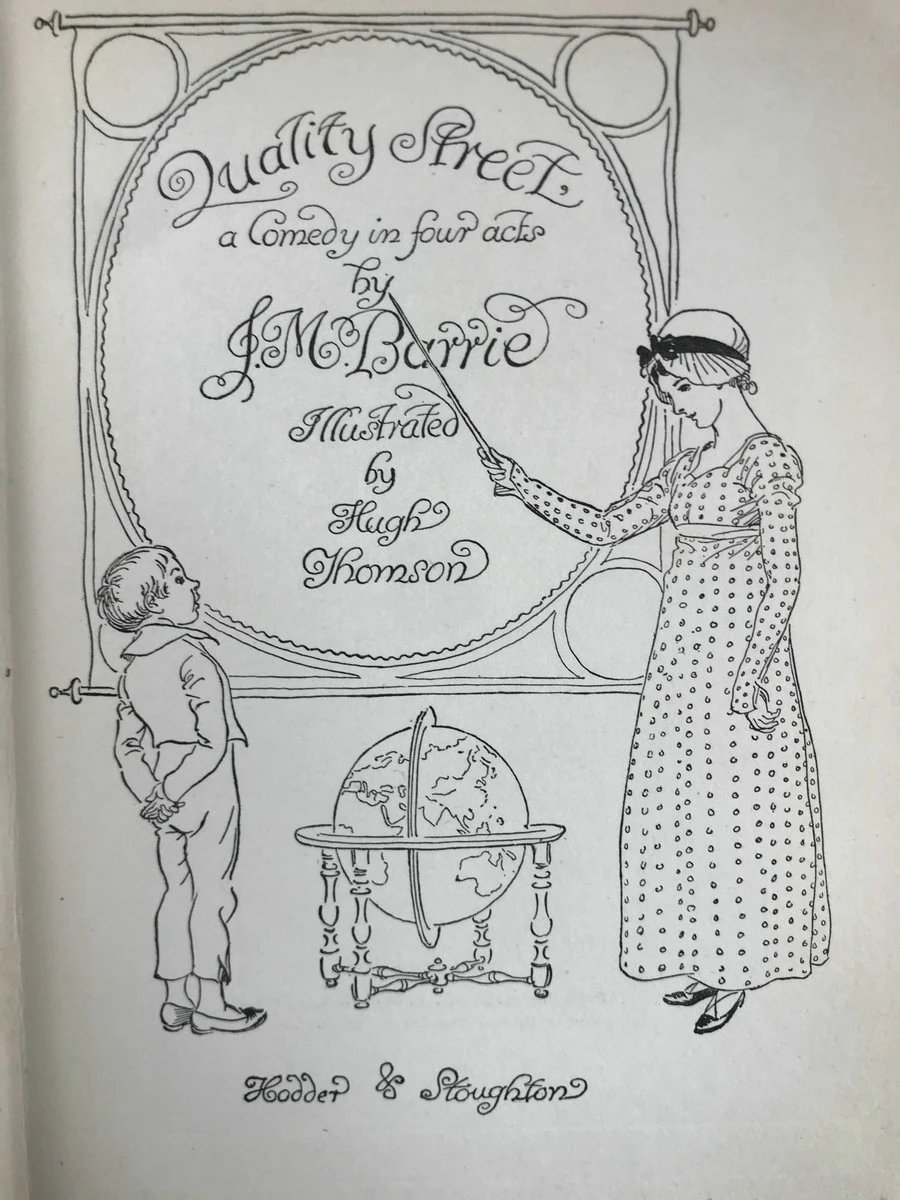 Quality Street,
a Comedy in four acts
by
J. M. Barrie
Illustrated
by
Hugh
Thomson
Hodder & Stoughton